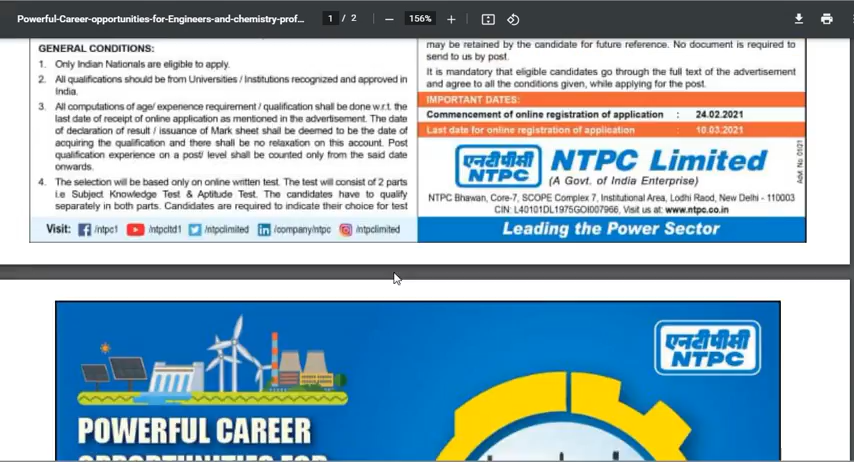 Powerful-Career-opportunities-for-Engineers-and-chemistry-prof...
1 / 2
156%
GENERAL CONDITIONS:
1. Only Indian Nationals are eligible to apply.
2. All qualifications should be from Universities / Institutions recognized and approved in
India.
3. All computations of age/ experience requirement / qualification shall be done w.r.t. the
last date of receipt of online application as mentioned in the advertisement. The date
of declaration of result / issuance of Mark sheet shall be deemed to be the date of
acquiring the qualification and there shall be no relaxation on this account. Post
qualification experience on a post/ level shall be counted only from the said date
onwards.
4. The selection will be based only on online written test. The test will consist of 2 parts
i.e Subject Knowledge Test & Aptitude Test. The candidates have to qualify
separately in both parts. Candidates are required to indicate their choice for test
Visit: /ntpc1 /ntpcltd1 /ntpclimited /company/ntpc /ntpclimited
may be retained by the candidate for future reference. No document is required to
send to us by post.
It is mandatory that eligible candidates go through the full text of the advertisement
and agree to all the conditions given, while applying for the post.
IMPORTANT DATES:
Commencement of online registration of application : 24.02.2021
Last date for online registration of application : 10.03.2021
एनटीपीसी
NTPC
NTPC Limited
(A Govt. of India Enterprise)
Advt. No. 01/21
NTPC Bhawan, Core-7, SCOPE Complex 7, Institutional Area, Lodhi Raod, New Delhi - 110003
CIN: L40101DL1975GOI007966, Visit us at: www.ntpc.co.in
Leading the Power Sector
एनटीपीसी
NTPC
POWERFUL CAREER
OPPORTUNITIES FOR